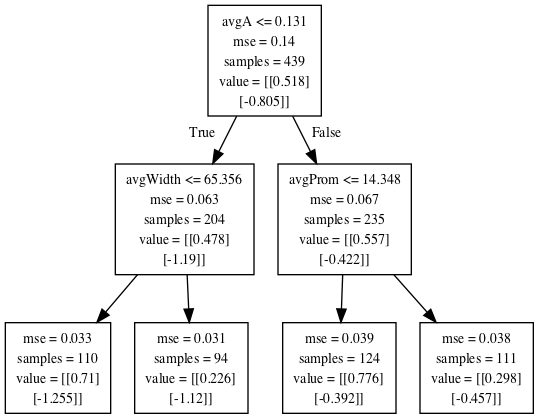 avgA <= 0.131
mse = 0.14
samples = 439
value = [[0.518]
[-0.805]]
True
False
avgWidth <= 65.356
mse = 0.063
samples = 204
value = [[0.478]
[-1.19]]
avgProm <= 14.348
mse = 0.067
samples = 235
value = [[0.557]
[-0.422]]
mse = 0.033
samples = 110
value = [[0.71]
[-1.255]]
mse = 0.031
samples = 94
value = [[0.226]
[-1.12]]
mse = 0.039
samples = 124
value = [[0.776]
[-0.392]]
mse = 0.038
samples = 111
value = [[0.298]
[-0.457]]